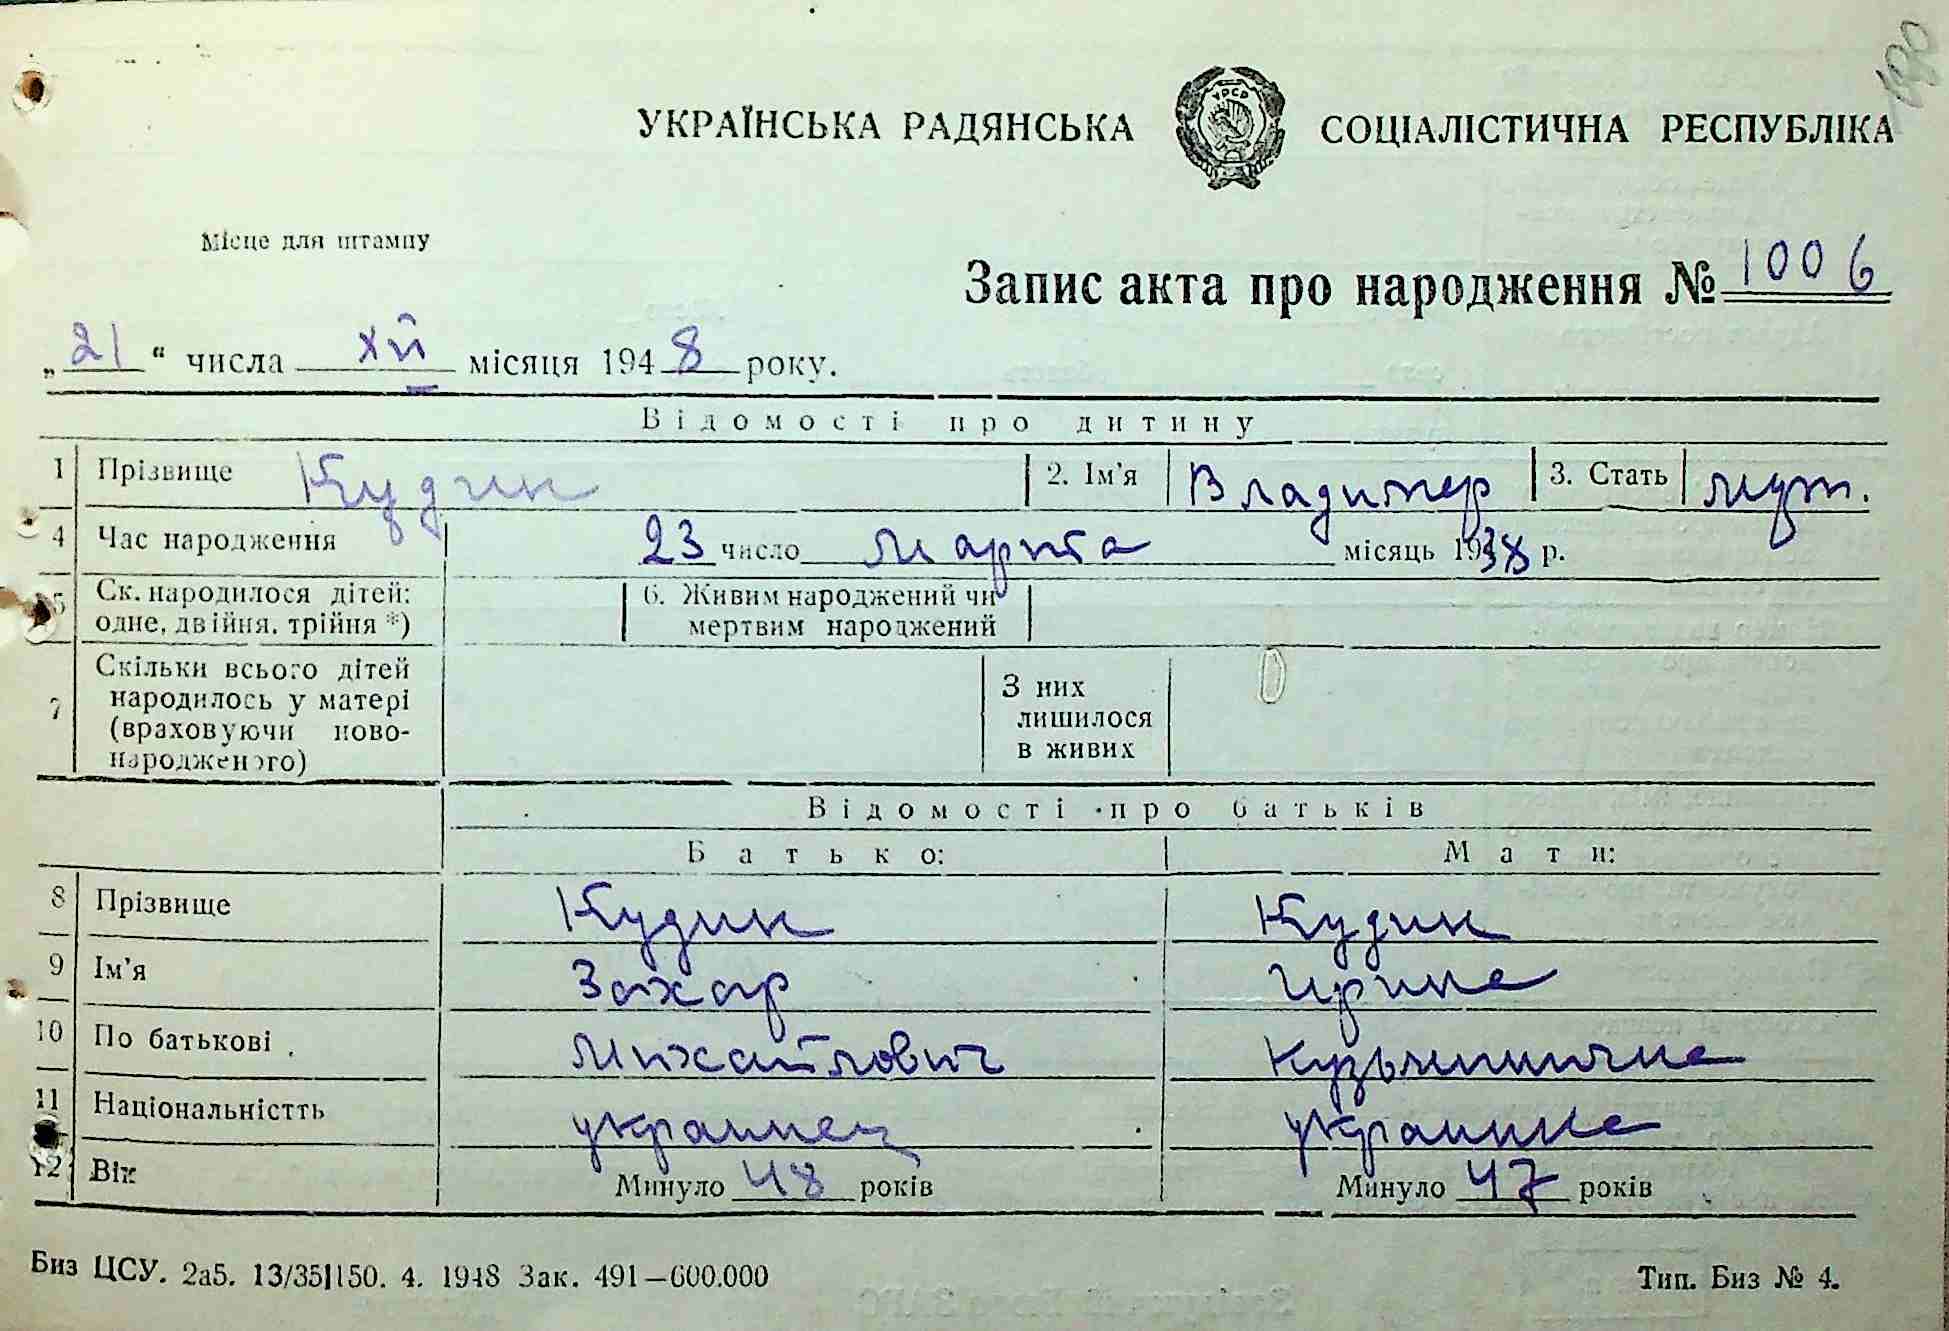 190
УКРАЇНСЬКА РАДЯНСЬКА СОЦІАЛІСТИЧНА РЕСПУБЛІКА
УРСР
Місце для штампу
Запис акта про народження № 1006
„21“ числа XII місяця 1948 року.
Відомості про дитину
1 Прізвище Кудин 2. Ім'я Владимер 3. Стать муж.
4 Час народження 23 число Марта місяць 1938 р.
5 Ск. народилося дітей: 6. Живим народжений чи
одне, двійня, трійня *) мертвим народжений
7 Скільки всього дітей З них
народилось у матері лишилося
(враховуючи ново- в живих
народженого)
Відомості про батьків
Батько: Мати:
8 Прізвище Кудин Кудин
9 Ім'я Захар Ирина
10 По батькові Михайлович Кузьминична
11 Національністть украинец украинка
12 Вік Минуло 48 років Минуло 47 років
Биз ЦСУ. 2а5. 13/35|150. 4. 1948 Зак. 491—600.000 Тип. Биз № 4.